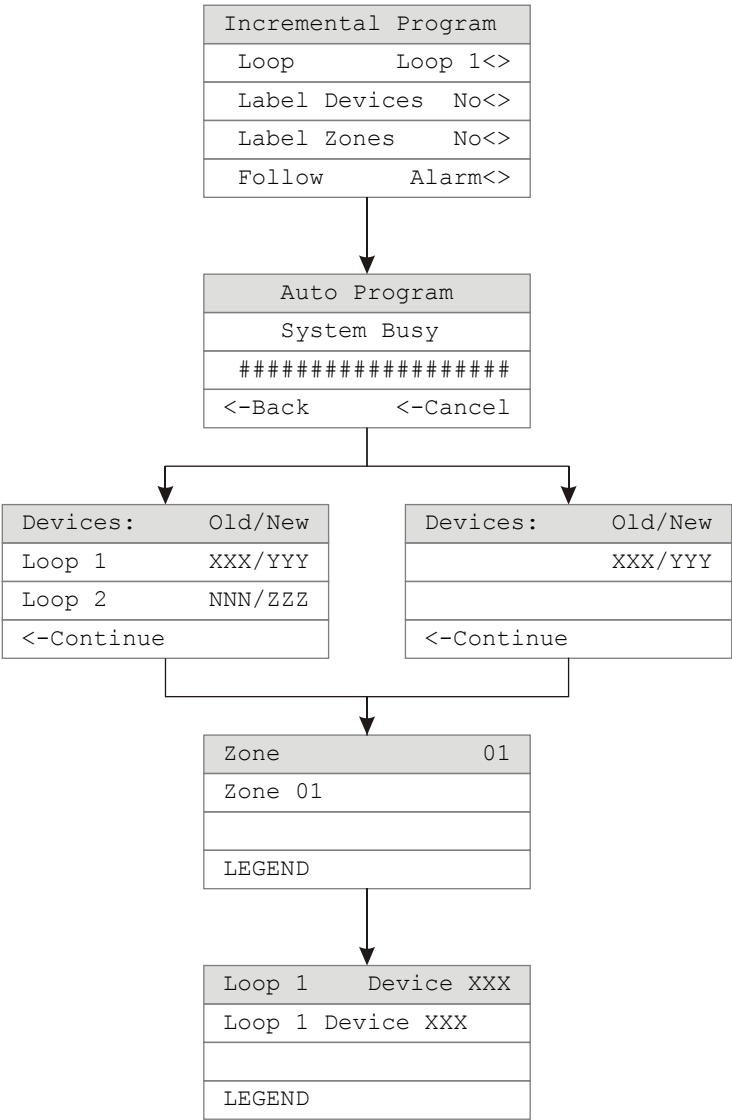 Incremental Program
Loop Loop 1<>
Label Devices No<>
Label Zones No<>
Follow Alarm<>
Auto Program
System Busy
###################
<-Back <-Cancel
Devices: Old/New
Loop 1 XXX/YYY
Loop 2 NNN/ZZZ
<-Continue
Devices: Old/New
XXX/YYY
<-Continue
Zone 01
Zone 01
LEGEND
Loop 1 Device XXX
Loop 1 Device XXX
LEGEND